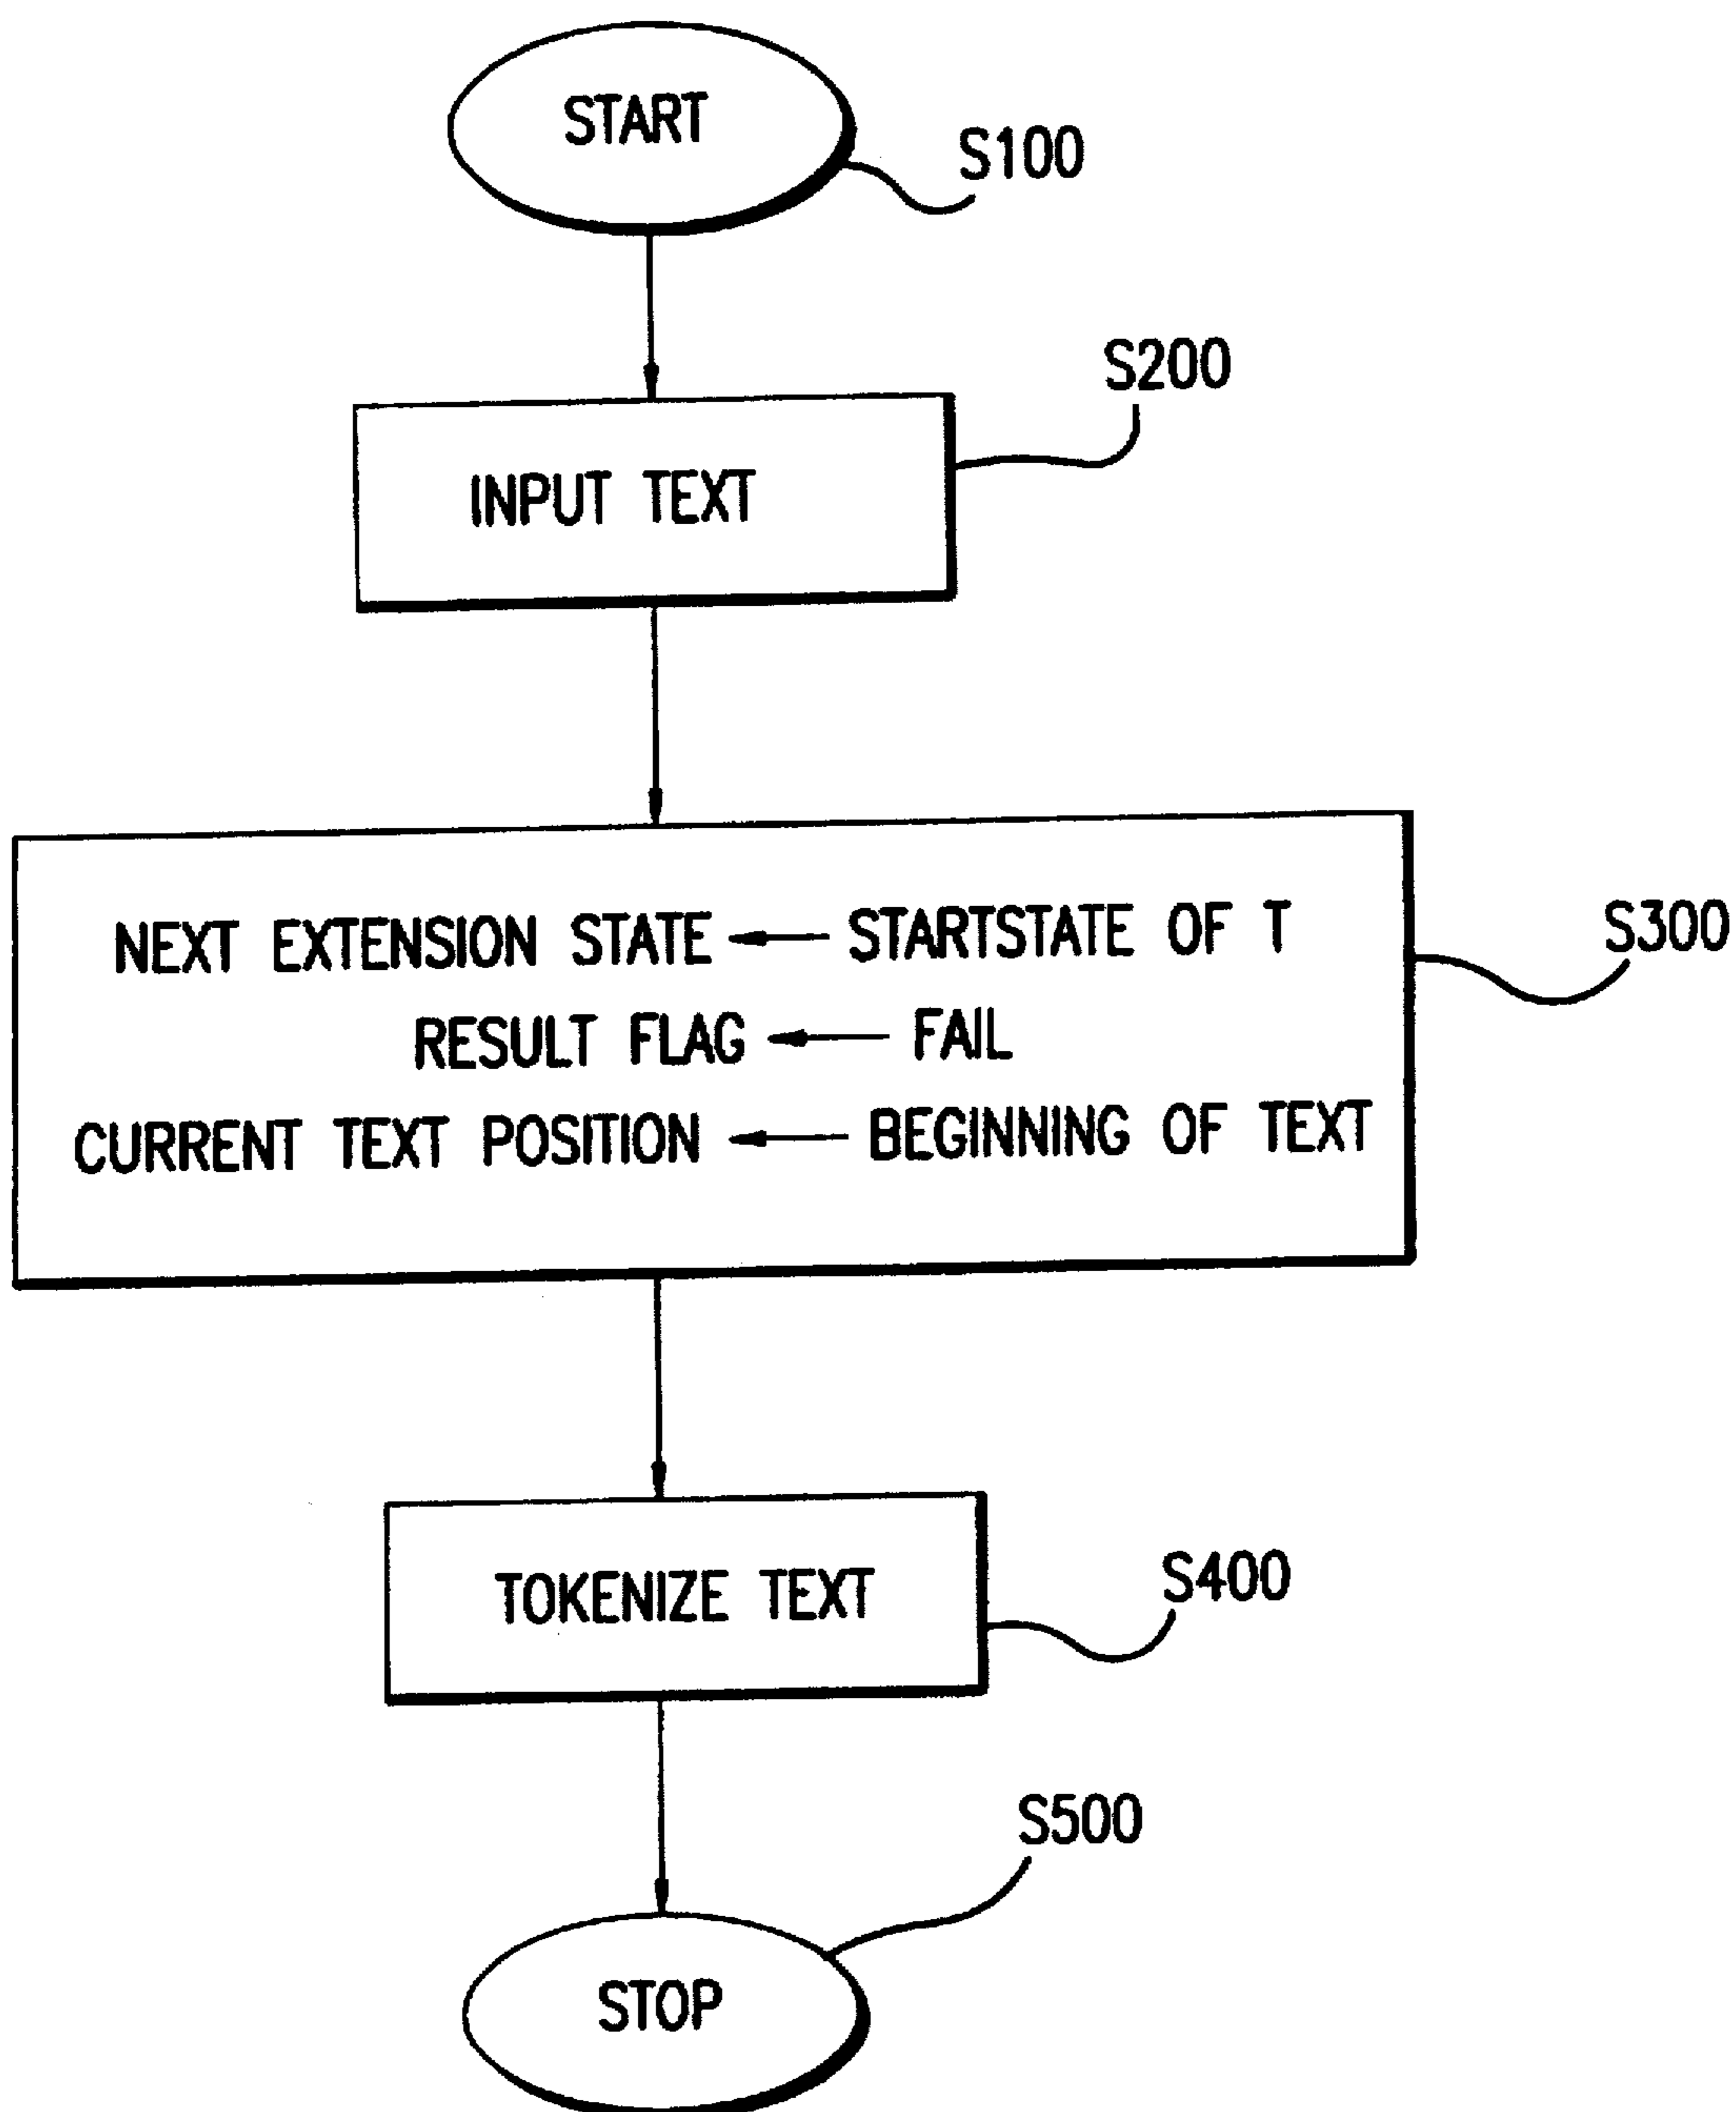 START
S100
S200
INPUT TEXT
NEXT EXTENSION STATE ← STARTSTATE OF T
S300
RESULT FLAG ← FAIL
CURRENT TEXT POSITION ← BEGINNING OF TEXT
S400
TOKENIZE TEXT
S500
STOP